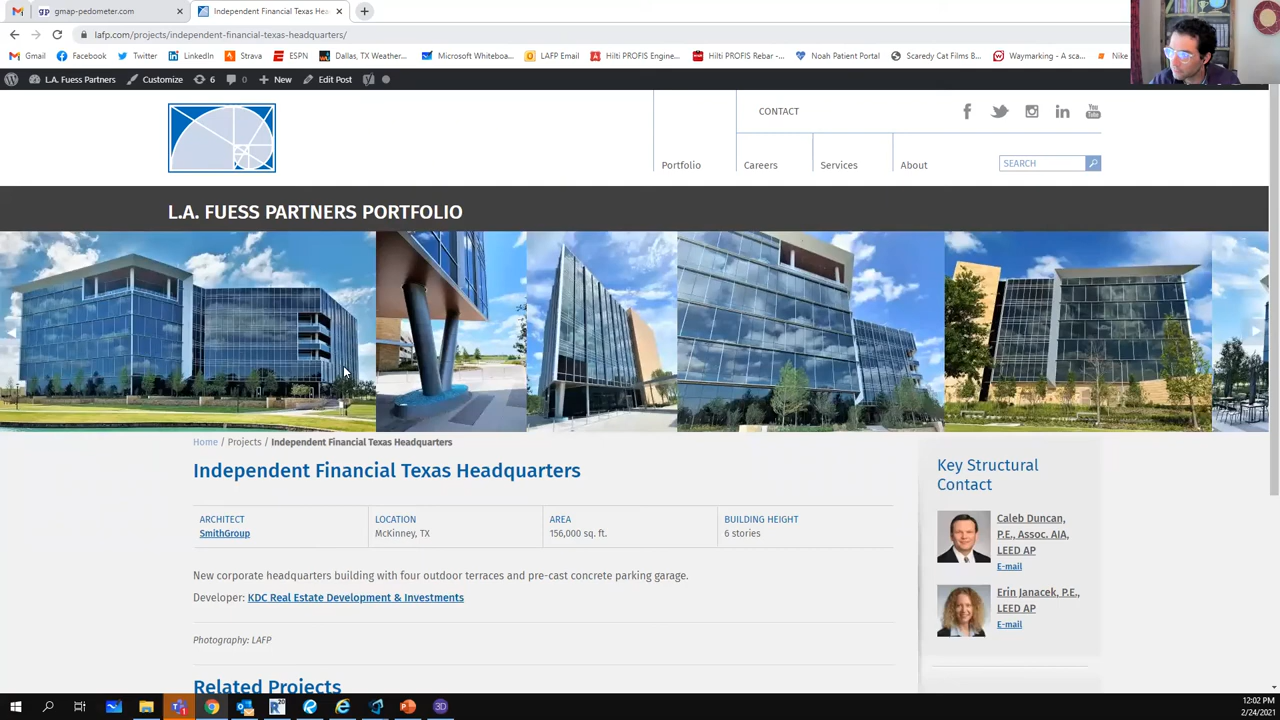 gmap-pedometer.com
Independent Financial Texas He
lafp.com/projects/independent-financial-texas-headquarters/
Gmail
Facebook
Twitter
LinkedIn
Strava
ESPN
Dallas, TX Weather...
Microsoft Whiteboa...
LAFP Email
Hilti PROFIS Engine...
Hilti PROFIS Rebar -...
Noah Patient Portal
Scaredy Cat Films B...
Waymarking - A sca...
Nike
L.A. Fuess Partners
Customize
6
0
New
Edit Post
CONTACT
You
Tube
Portfolio
Careers
Services
About
SEARCH
L.A. FUESS PARTNERS PORTFOLIO
Home / Projects / Independent Financial Texas Headquarters
Independent Financial Texas Headquarters
ARCHITECT
SmithGroup
LOCATION
McKinney, TX
AREA
156,000 sq. ft.
BUILDING HEIGHT
6 stories
New corporate headquarters building with four outdoor terraces and pre-cast concrete parking garage.
Developer: KDC Real Estate Development & Investments
Photography: LAFP
Related Projects
Key Structural
Contact
Caleb Duncan,
P.E., Assoc. AIA,
LEED AP
E-mail
Erin Janacek, P.E.,
LEED AP
E-mail
12:02 PM
2/24/2021